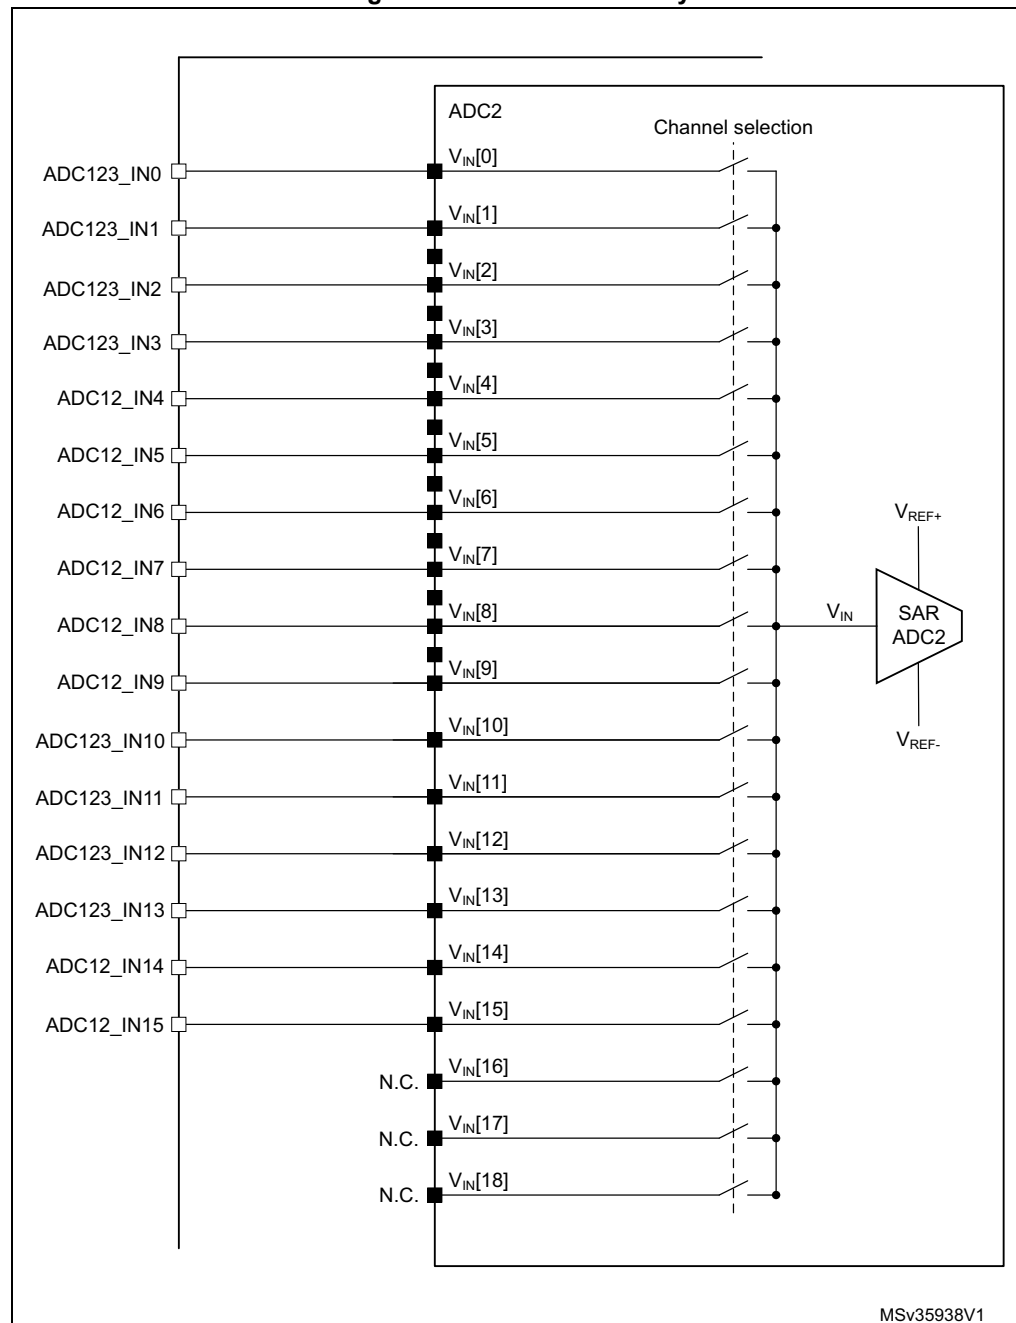 ADC2
Channel selection
ADC123_IN0
V_IN[0]
ADC123_IN1
V_IN[1]
ADC123_IN2
V_IN[2]
ADC123_IN3
V_IN[3]
ADC12_IN4
V_IN[4]
ADC12_IN5
V_IN[5]
ADC12_IN6
V_IN[6]
V_REF+
ADC12_IN7
V_IN[7]
ADC12_IN8
V_IN[8]
V_IN
SAR
ADC2
ADC12_IN9
V_IN[9]
ADC123_IN10
V_IN[10]
V_REF-
ADC123_IN11
V_IN[11]
ADC123_IN12
V_IN[12]
ADC123_IN13
V_IN[13]
ADC12_IN14
V_IN[14]
ADC12_IN15
V_IN[15]
N.C.
V_IN[16]
N.C.
V_IN[17]
N.C.
V_IN[18]
MSv35938V1